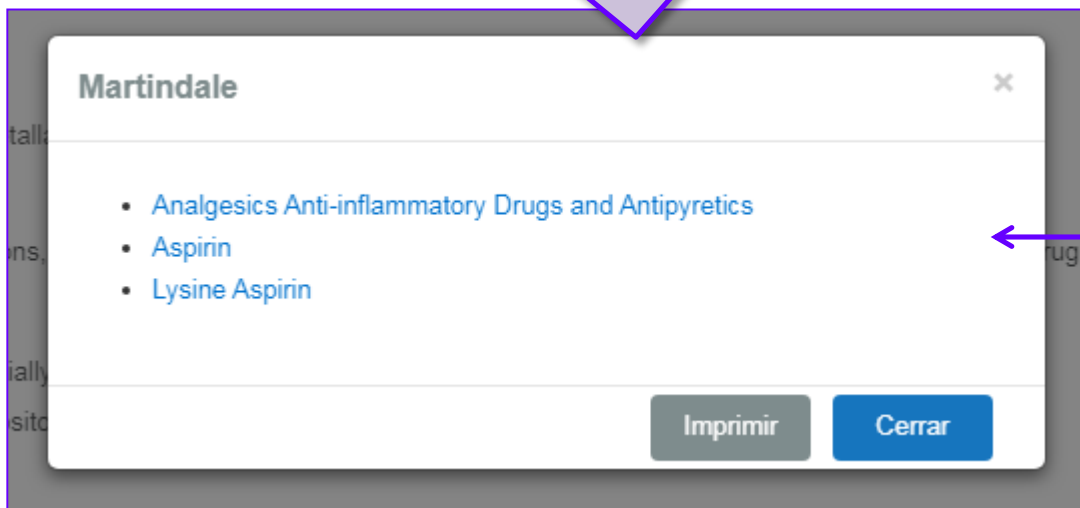 Martindale
×
Analgesics Anti-inflammatory Drugs and Antipyretics
Aspirin
Lysine Aspirin
Imprimir
Cerrar